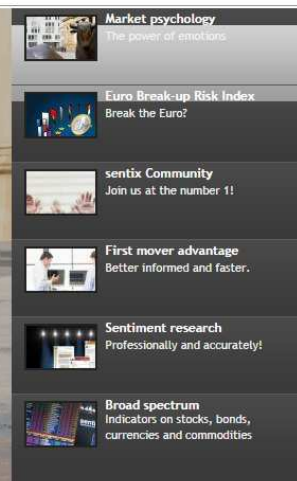 Market psychology
The power of emotions
Euro Break-up Risk Index
Break the Euro?
sentix Community
Join us at the number 1!
First mover advantage
Better informed and faster.
Sentiment research
Professionally and accurately!
Broad spectrum
Indicators on stocks, bonds,
currencies and commodities